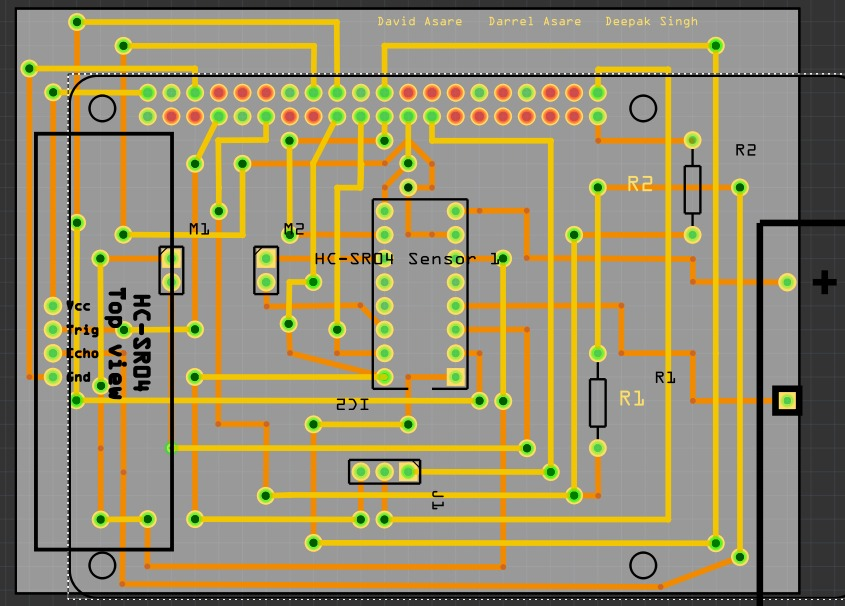 David Asare Darrel Asare Deepak Singh
R2
R2
M1 M2
HC-SR04 Sensor 1
+
Vcc
Trig
Echo
Gnd
HC-SR04
Top View
R1
R1
IC2
J1